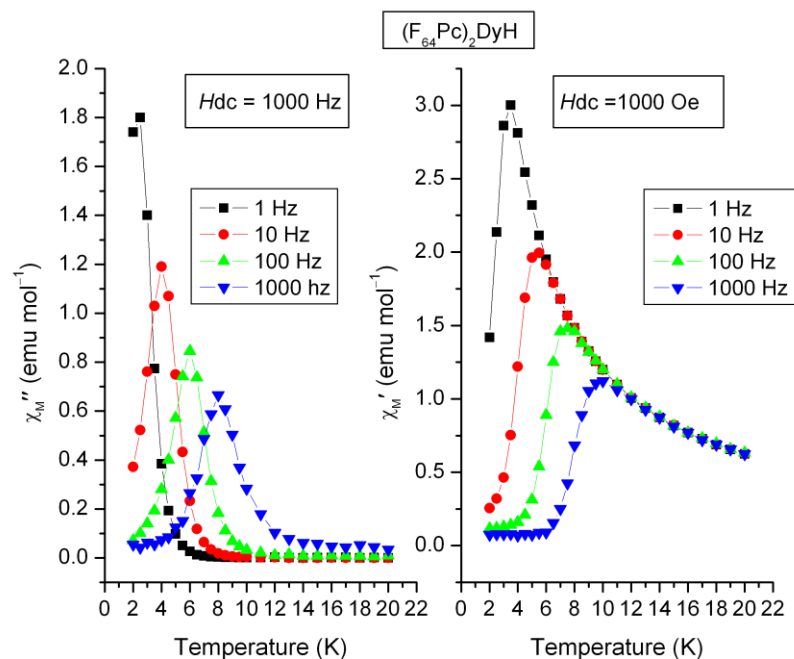 (F₆₄Pc)₂DyH
Hdc = 1000 Hz
1 Hz
10 Hz
100 Hz
1000 hz
χM″ (emu mol⁻¹)
2.0
1.8
1.6
1.4
1.2
1.0
0.8
0.6
0.4
0.2
0.0
0 2 4 6 8 10 12 14 16 18 20 22
Temperature (K)
Hdc =1000 Oe
1 Hz
10 Hz
100 Hz
1000 Hz
χM′ (emu mol⁻¹)
3.0
2.5
2.0
1.5
1.0
0.5
0.0
0 2 4 6 8 10 12 14 16 18 20 22
Temperature (K)